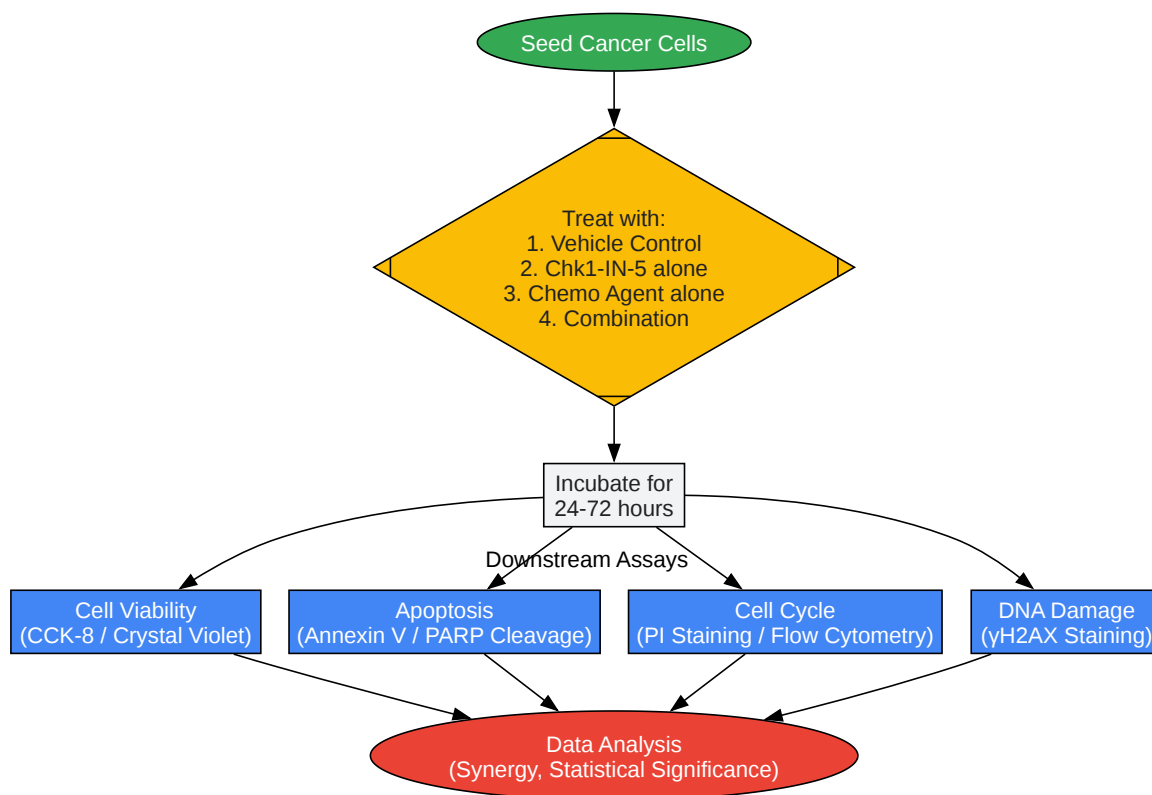 Seed Cancer Cells
Treat with:
1. Vehicle Control
2. Chk1-IN-5 alone
3. Chemo Agent alone
4. Combination
Incubate for
24-72 hours
Downstream Assays
Cell Viability
(CCK-8 / Crystal Violet)
Apoptosis
(Annexin V / PARP Cleavage)
Cell Cycle
(PI Staining / Flow Cytometry)
DNA Damage
(γH2AX Staining)
Data Analysis
(Synergy, Statistical Significance)